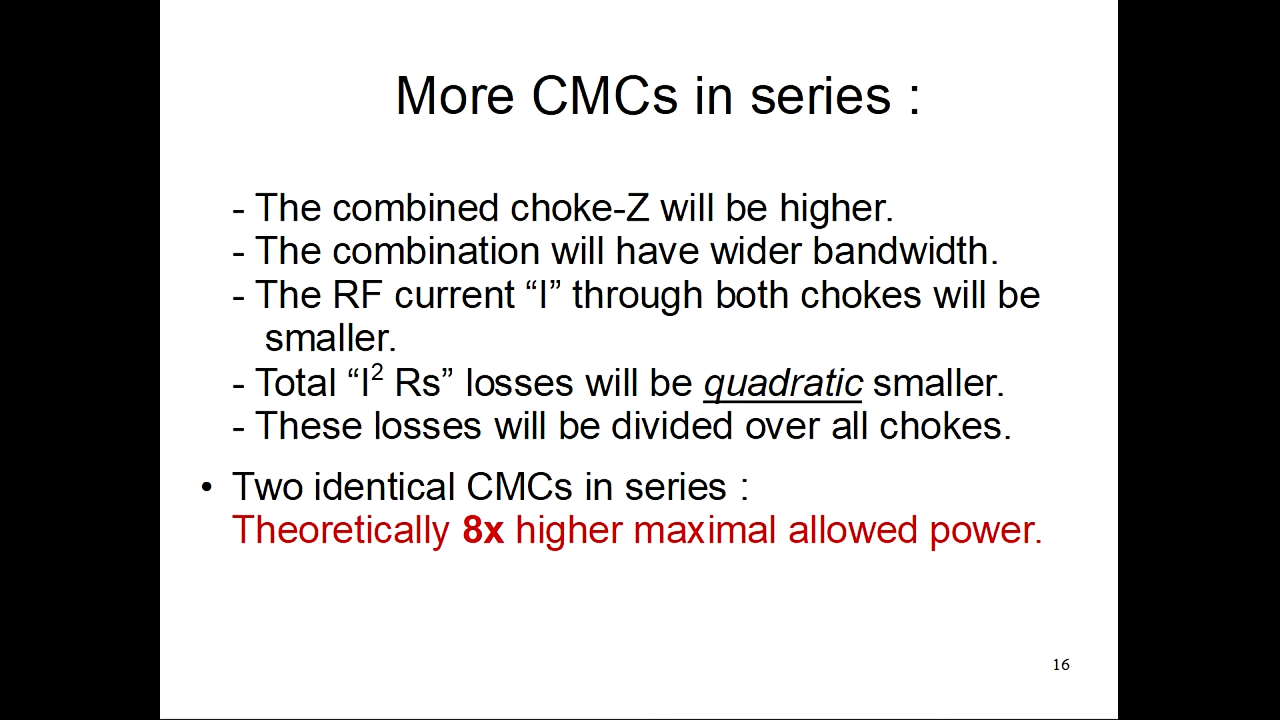 More CMCs in series :
- The combined choke-Z will be higher.
- The combination will have wider bandwidth.
- The RF current “I” through both chokes will be
smaller.
- Total “I² Rs” losses will be quadratic smaller.
- These losses will be divided over all chokes.
• Two identical CMCs in series :
Theoretically 8x higher maximal allowed power.
16